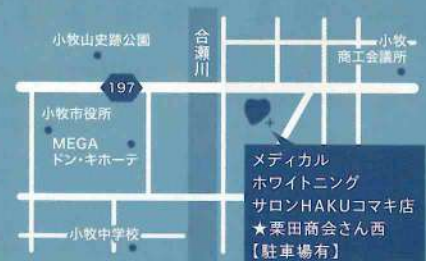 小牧山史跡公園
合瀬川
小牧
商工会議所
197
小牧市役所
MEGA
ドン・キホーテ
小牧中学校
メディカル
ホワイトニング
サロンHAKUコマキ店
★栗田商会さん西
【駐車場有】